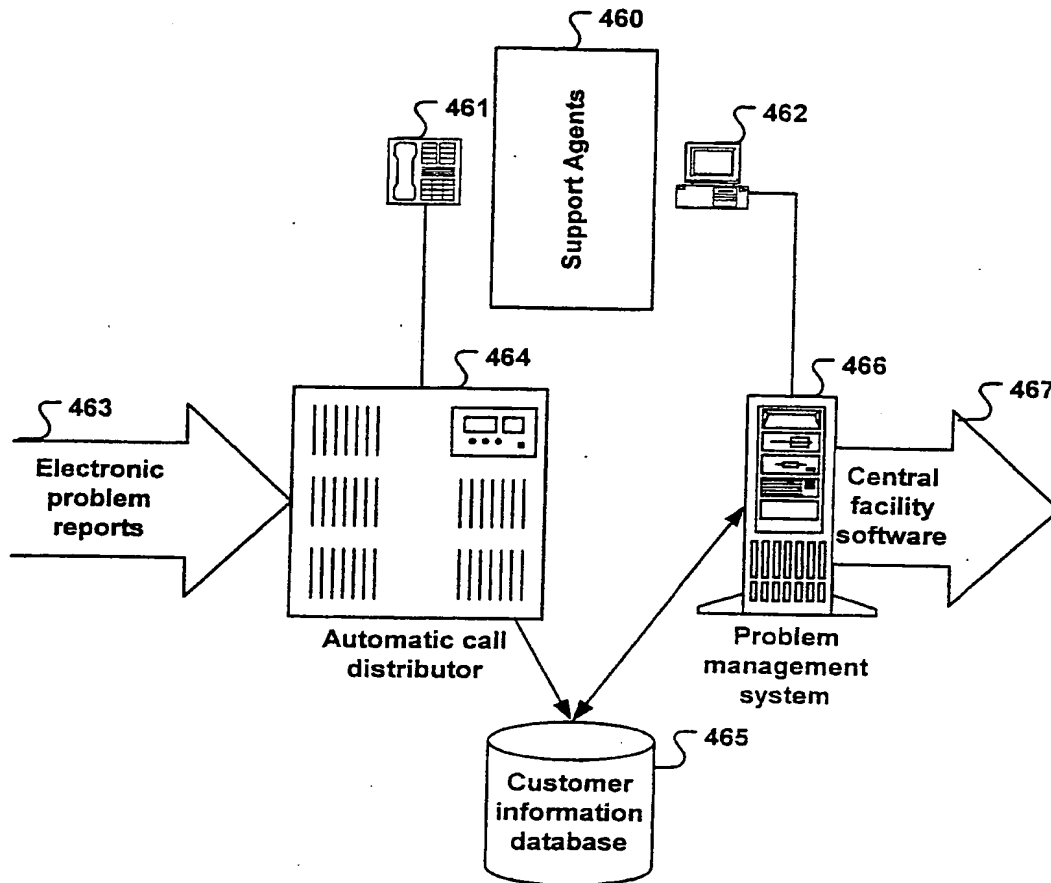 460
461
462
Support Agents
464
466
467
463
Electronic
problem
reports
Central
facility
software
Automatic call
distributor
Problem
management
system
465
Customer
information
database